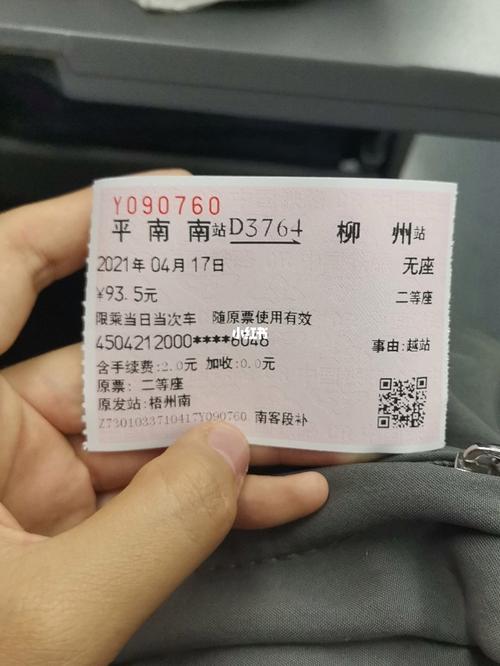 Y090760
平南南站 D3764 柳州站
2021年04月17日 无座
¥93.5元 二等座
限乘当日当次车 随原票使用有效
4504212000****6046 事由:越站
含手续费:2.0元 加收:0.0元
原票: 二等座
原发站:梧州南
Z7301033710417Y090760 南客段补
小红书